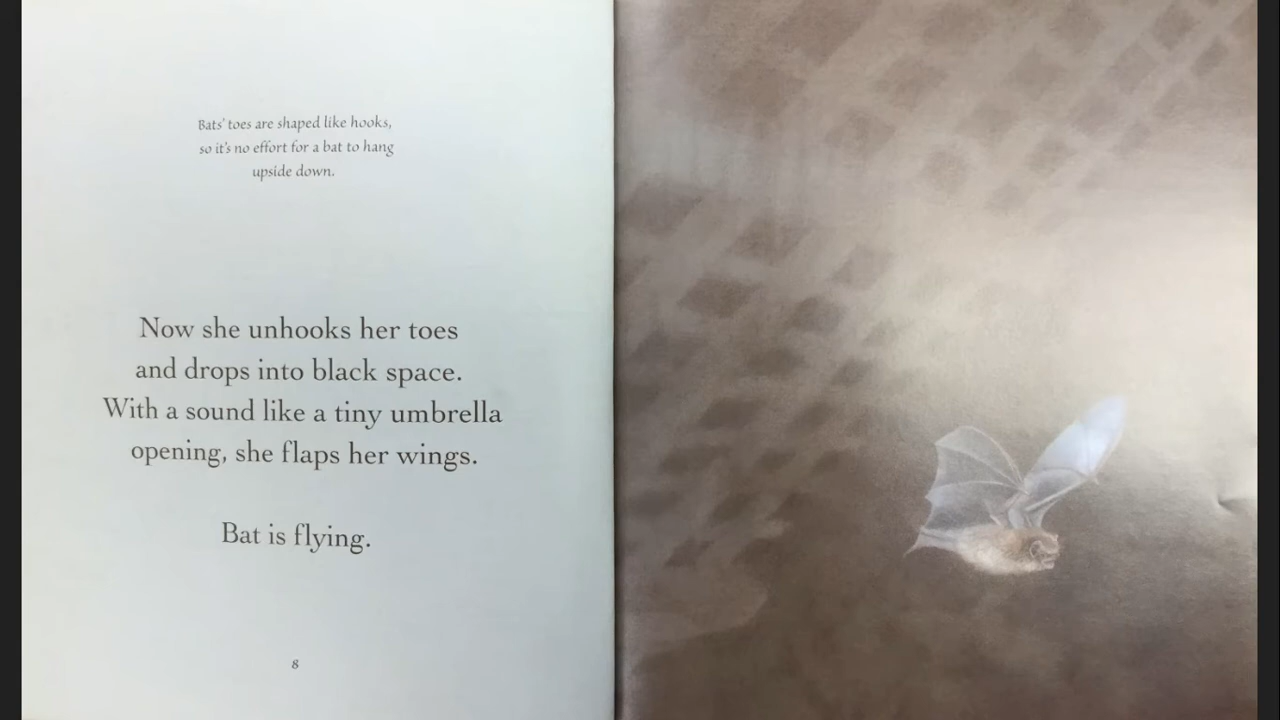 Bats' toes are shaped like hooks,
so it's no effort for a bat to hang
upside down.
Now she unhooks her toes
and drops into black space.
With a sound like a tiny umbrella
opening, she flaps her wings.
Bat is flying.
8